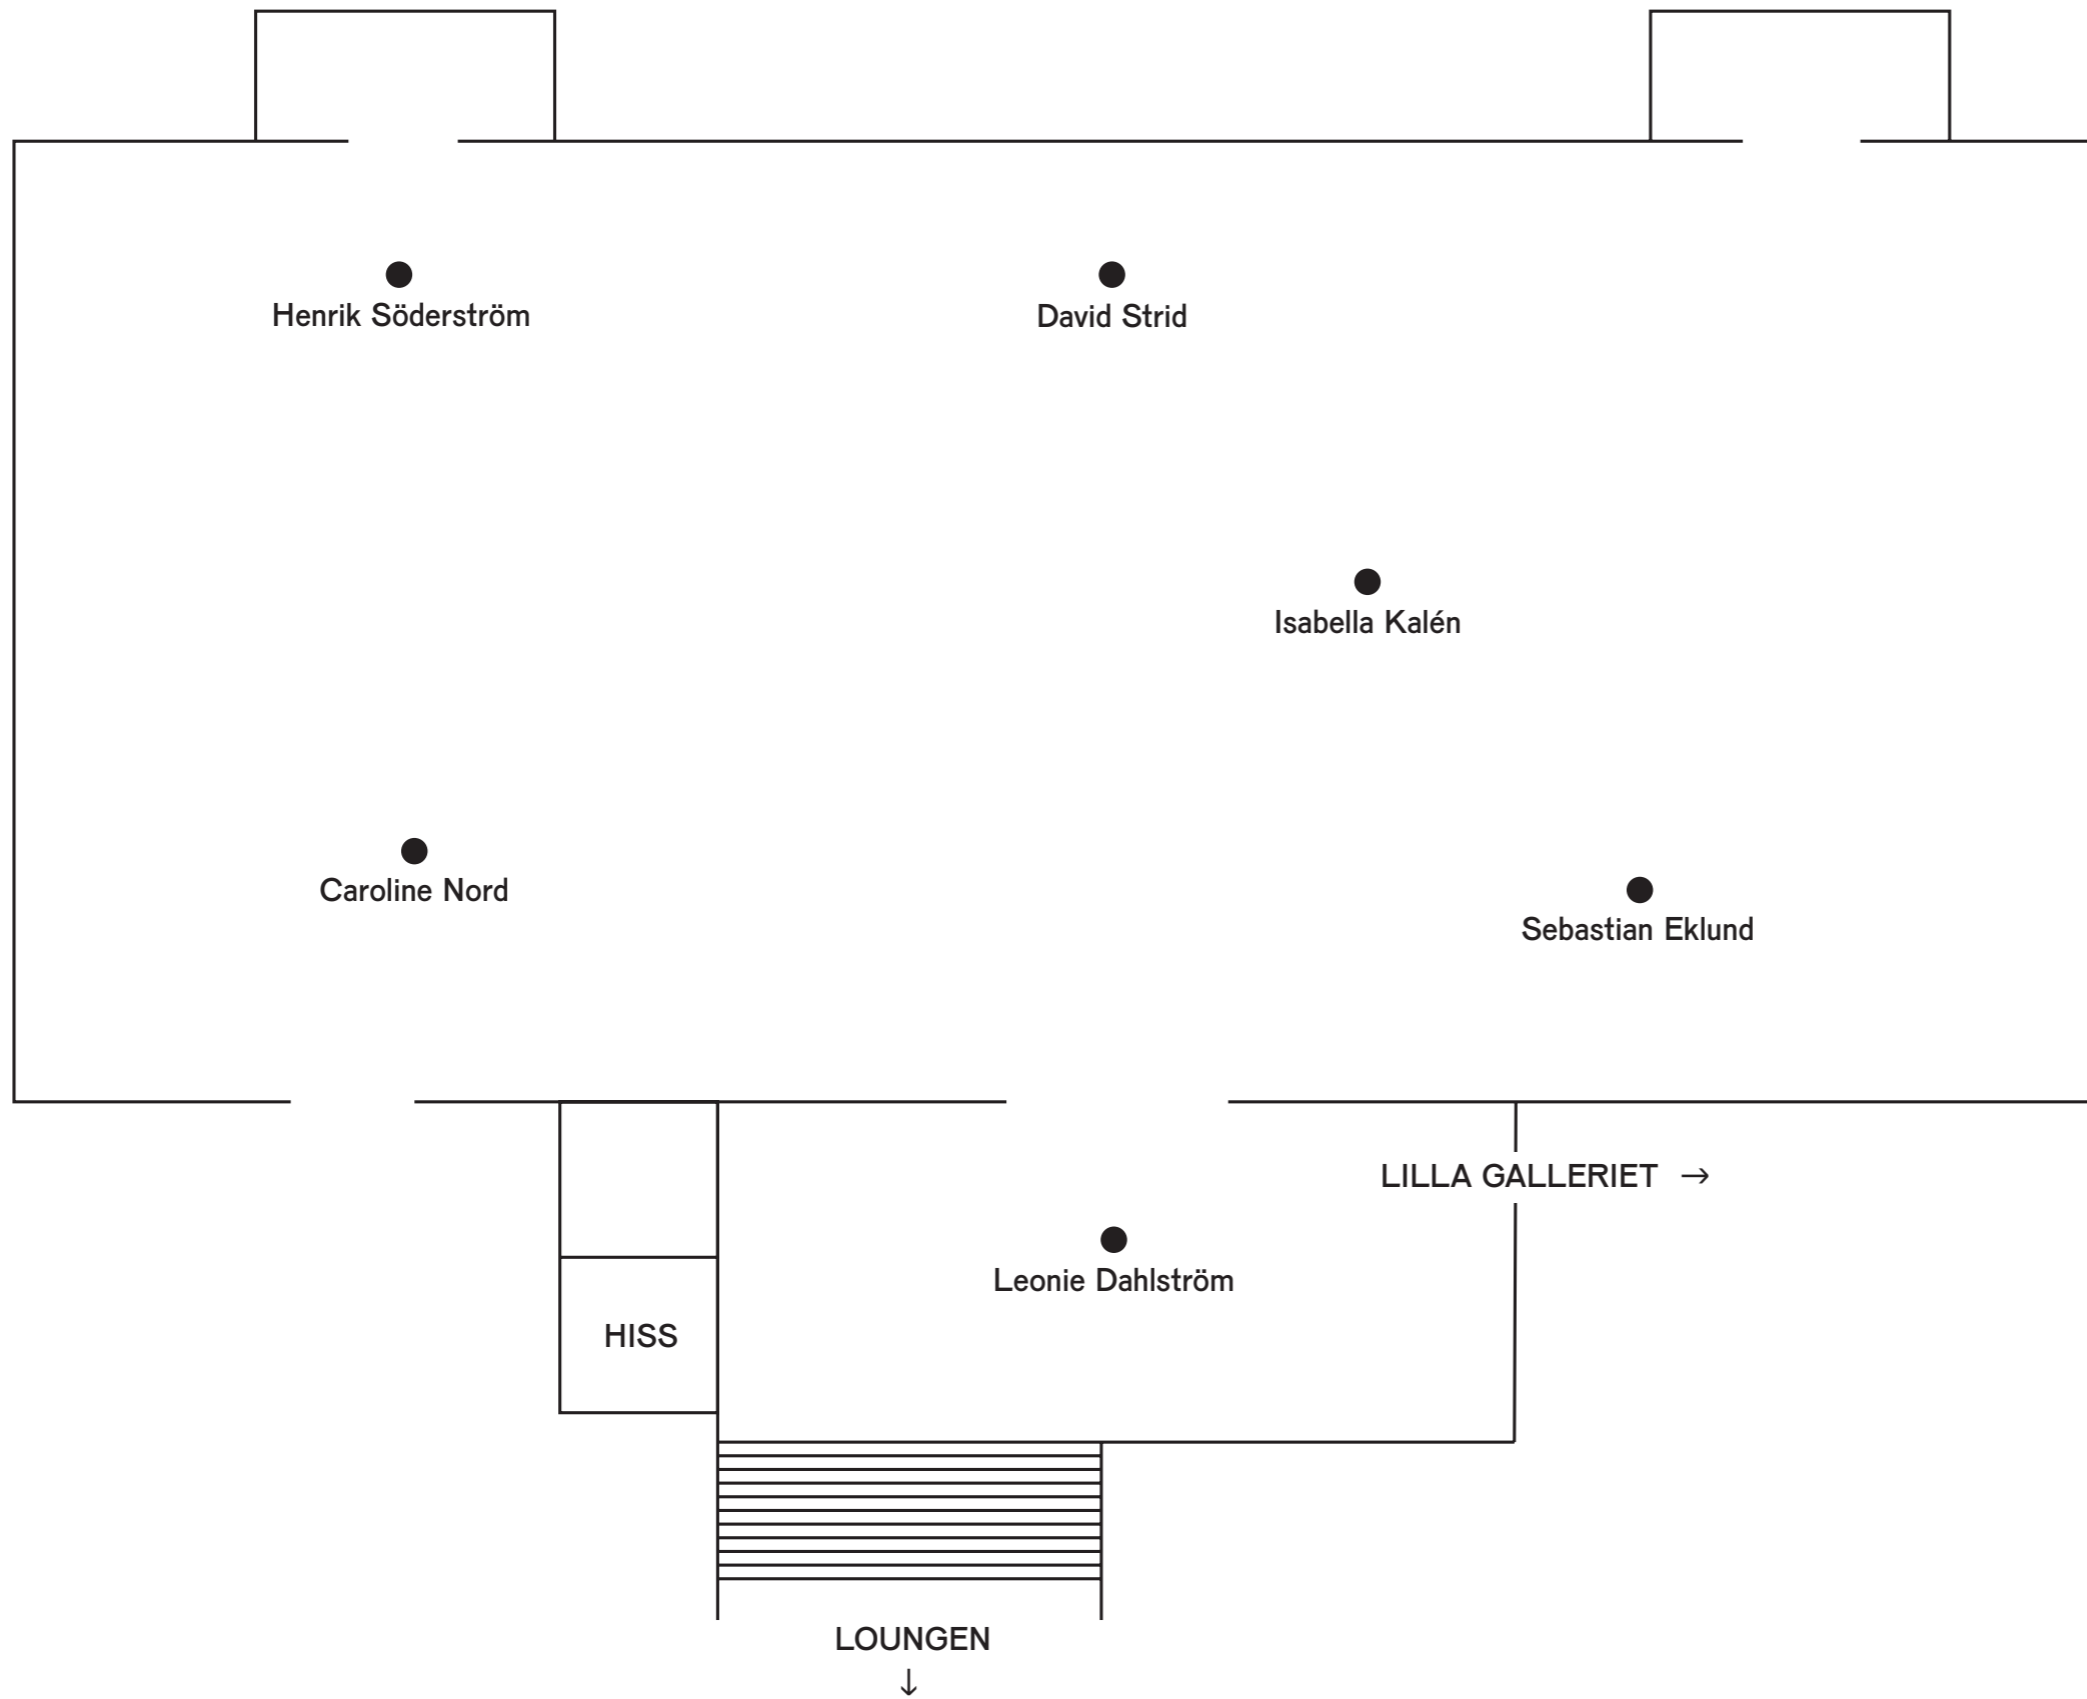 Henrik Söderström
David Strid
Isabella Kalén
Caroline Nord
Sebastian Eklund
LILLA GALLERIET →
Leonie Dahlström
HISS
LOUNGEN
↓